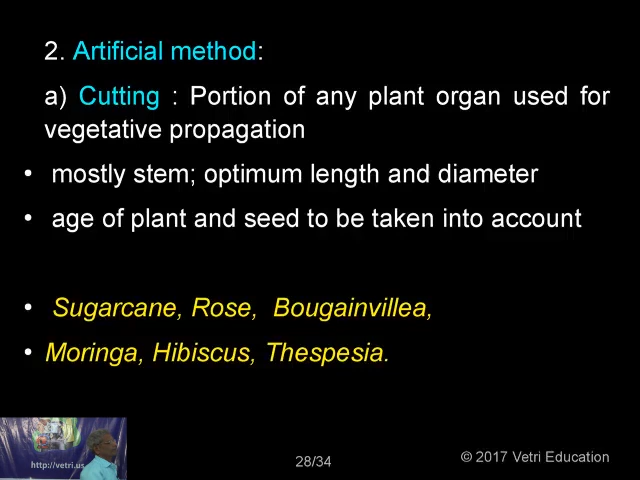 2. Artificial method:
a) Cutting : Portion of any plant organ used for
vegetative propagation
• mostly stem; optimum length and diameter
• age of plant and seed to be taken into account
• Sugarcane, Rose, Bougainvillea,
• Moringa, Hibiscus, Thespesia.
http://vetri.us
28/34
© 2017 Vetri Education